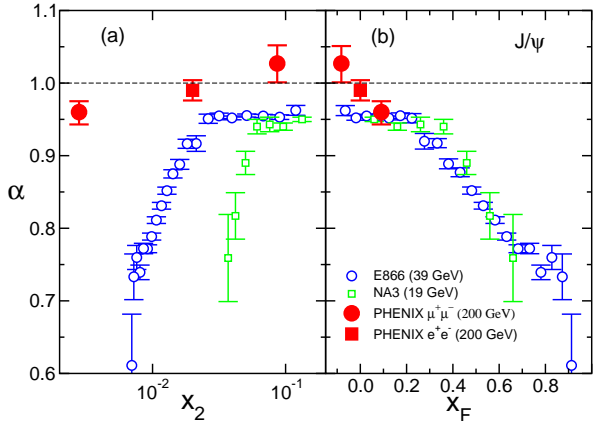 (a)
(b)
J/ψ
1.1
1.0
0.9
0.8
0.7
0.6
α
E866 (39 GeV)
NA3 (19 GeV)
PHENIX μ⁺μ⁻ (200 GeV)
PHENIX e⁺e⁻ (200 GeV)
10⁻²
10⁻¹
0.0
0.2
0.4
0.6
0.8
x₂
x_F